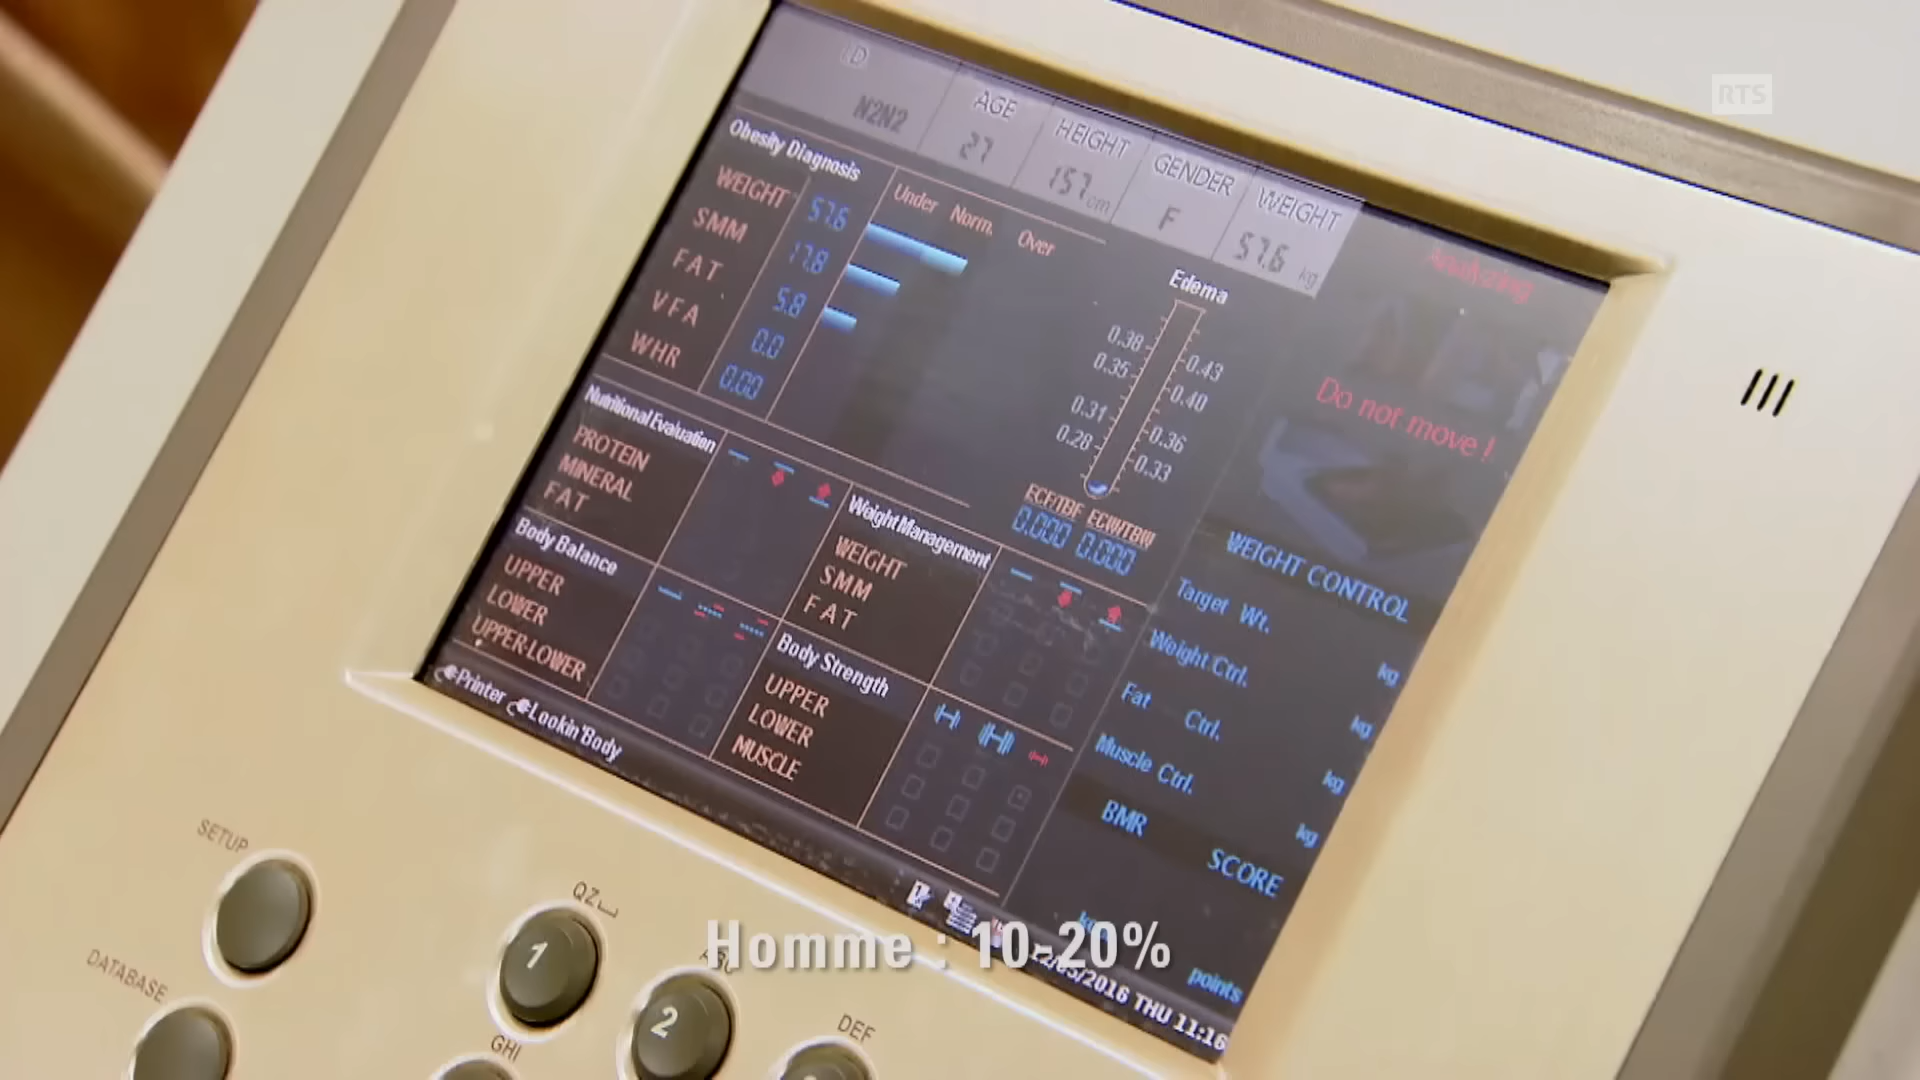 RTS
ID
N2N2
AGE
27
HEIGHT
157 cm
GENDER
F
WEIGHT
57.6 kg
Obesity Diagnosis
Under Norm. Over
WEIGHT 57.6
SMM 17.8
FAT 5.8
VFA 0.0
WHR 0.00
Edema
0.38
0.35
0.31
0.28
0.43
0.40
0.36
0.33
ECF/TBF ECW/TBW
0.000 0.000
Analyzing
Do not move !
Nutritional Evaluation
PROTEIN
MINERAL
FAT
Weight Management
WEIGHT
SMM
FAT
Body Balance
UPPER
LOWER
UPPER-LOWER
Body Strength
UPPER
LOWER
MUSCLE
WEIGHT CONTROL
Target Wt. kg
Weight Ctrl. kg
Fat Ctrl. kg
Muscle Ctrl. kg
BMR
SCORE
points
Printer Lookin'Body
2016 THU 11:16
SETUP
DATABASE
QZ
1
2
GHI
DEF
Homme : 10-20%